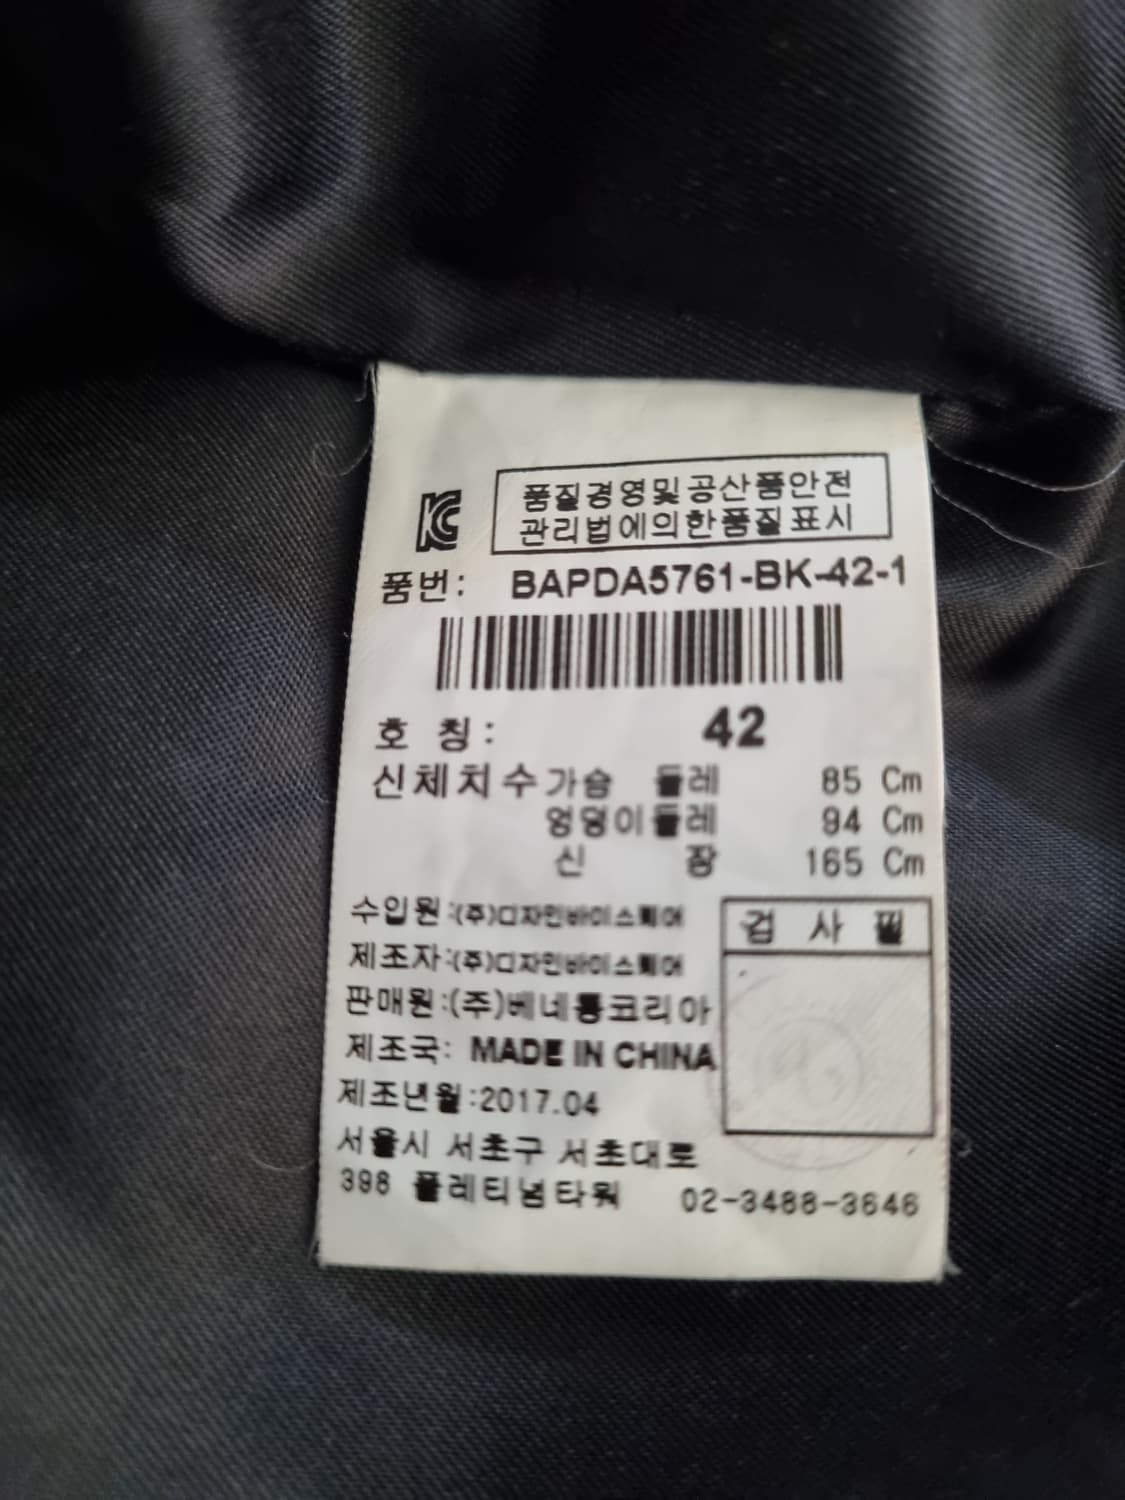 KC
품질경영및공산품안전
관리법에의한품질표시
품번: BAPDA5761-BK-42-1
호 칭: 42
신체치수 가슴 둘레 85 Cm
엉덩이둘레 94 Cm
신 장 165 Cm
수입원:(주)디자인바이스퀘어
제조자:(주)디자인바이스퀘어
판매원:(주)베네통코리아
제조국: MADE IN CHINA
제조년월:2017.04
검 사 필
서울시 서초구 서초대로
398 플레티넘타워 02-3488-3646